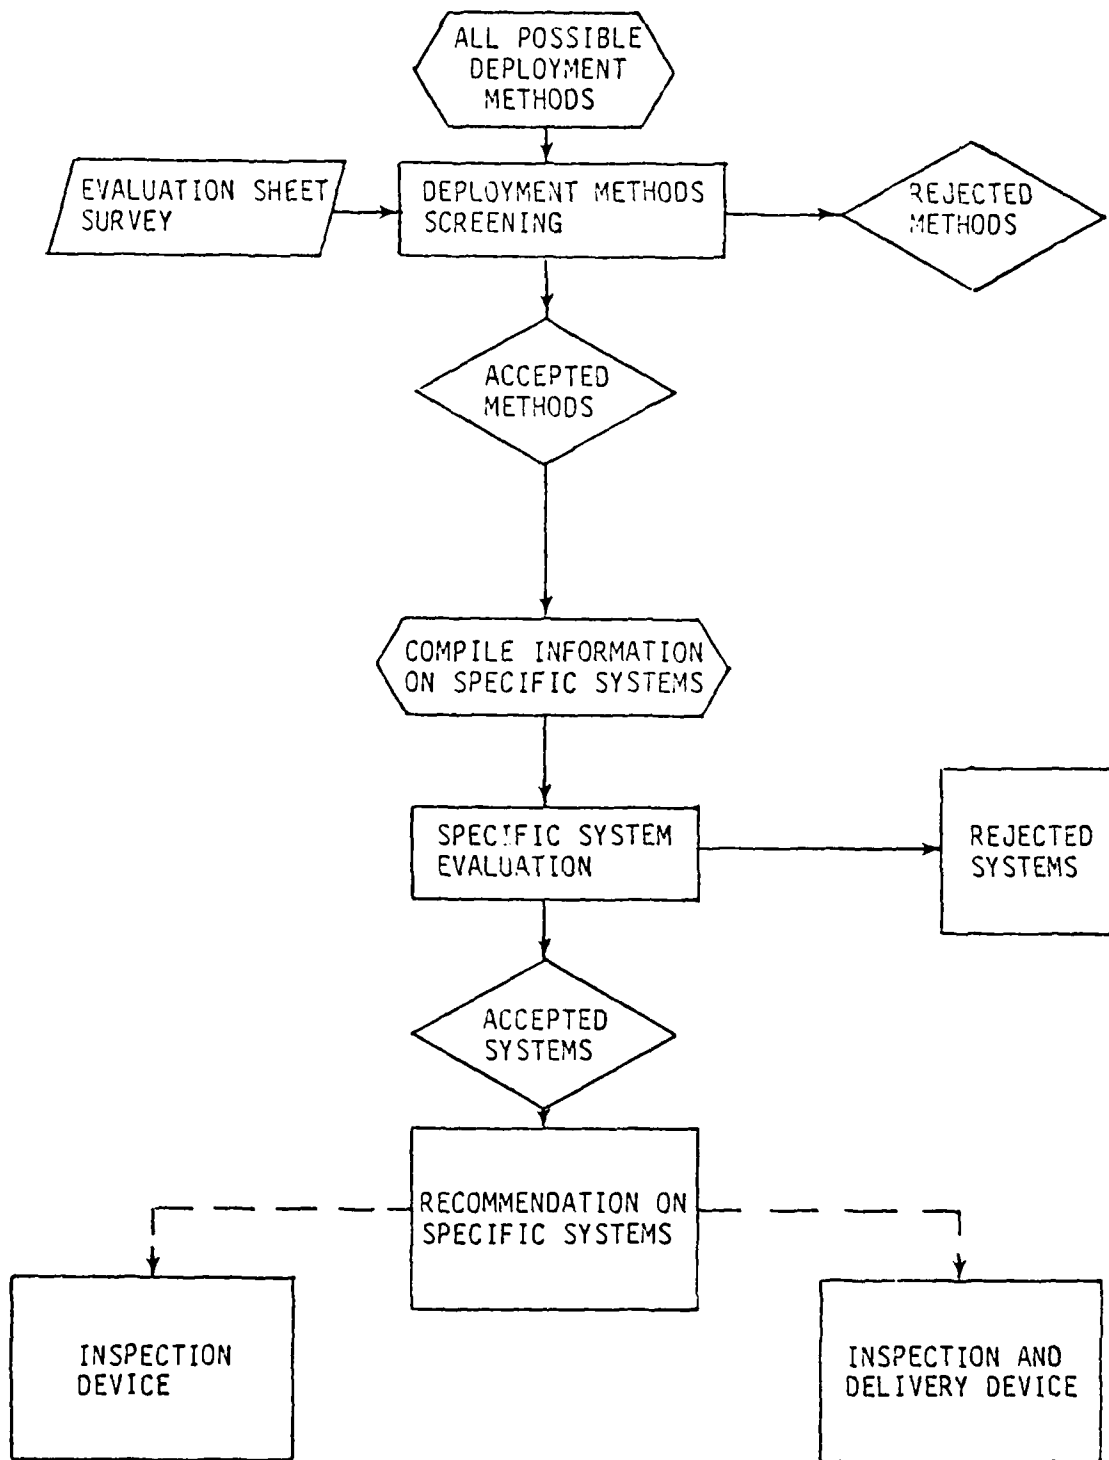 ALL POSSIBLE
DEPLOYMENT
METHODS
EVALUATION SHEET
SURVEY
DEPLOYMENT METHODS
SCREENING
REJECTED
METHODS
ACCEPTED
METHODS
COMPILE INFORMATION
ON SPECIFIC SYSTEMS
SPECIFIC SYSTEM
EVALUATION
REJECTED
SYSTEMS
ACCEPTED
SYSTEMS
RECOMMENDATION ON
SPECIFIC SYSTEMS
INSPECTION
DEVICE
INSPECTION AND
DELIVERY DEVICE